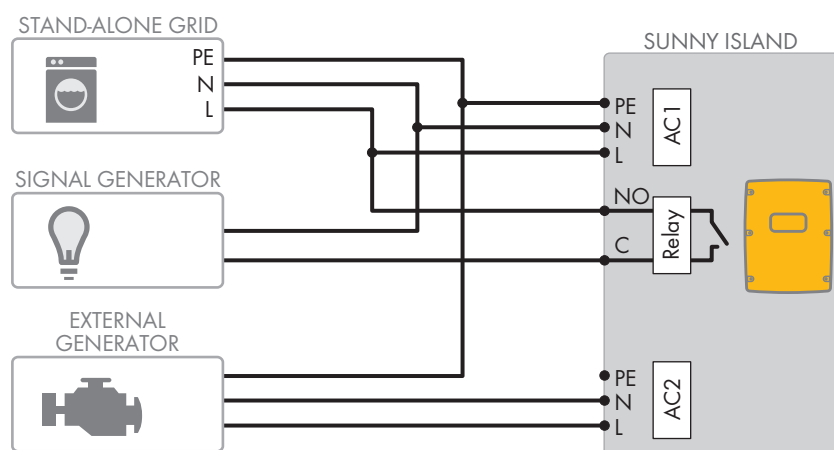 STAND-ALONE GRID
PE
N
L
SIGNAL GENERATOR
EXTERNAL
GENERATOR
SUNNY ISLAND
PE
N
L
AC1
NO
C
Relay
PE
N
L
AC2